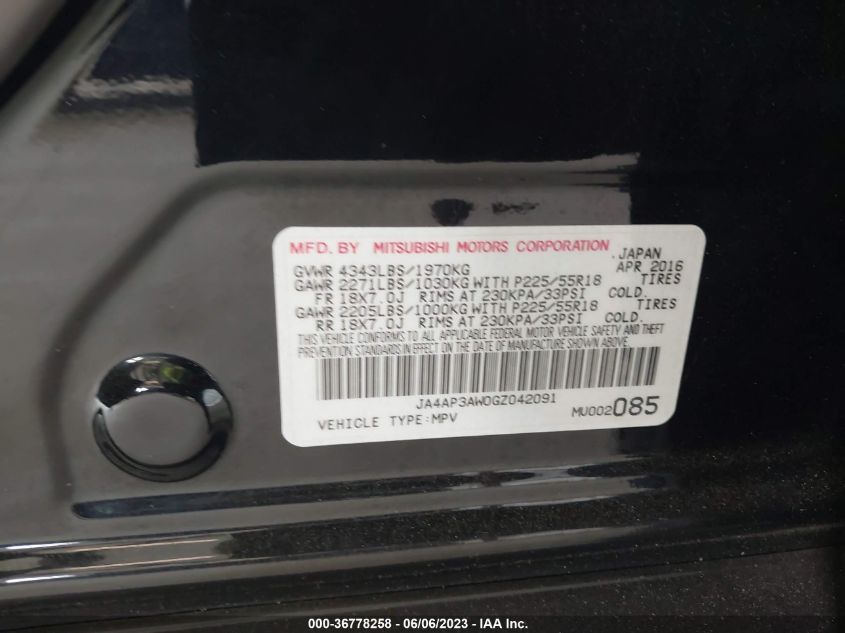 MFD. BY MITSUBISHI MOTORS CORPORATION JAPAN
GVWR 4343LBS/1970KG APR 2016
GAWR 2271LBS/1030KG WITH P225/55R18 TIRES
FR 18X7.0J RIMS AT 230KPA/33PSI COLD.
GAWR 2205LBS/1000KG WITH P225/55R18 TIRES
RR 18X7.0J RIMS AT 230KPA/33PSI COLD.
THIS VEHICLE CONFORMS TO ALL APPLICABLE FEDERAL MOTOR VEHICLE SAFETY AND THEFT
PREVENTION STANDARDS IN EFFECT ON THE DATE OF MANUFACTURE SHOWN ABOVE.
JA4AP3AW0GZ042091
VEHICLE TYPE:MPV MU002085
000-36778258 - 06/06/2023 - IAA Inc.